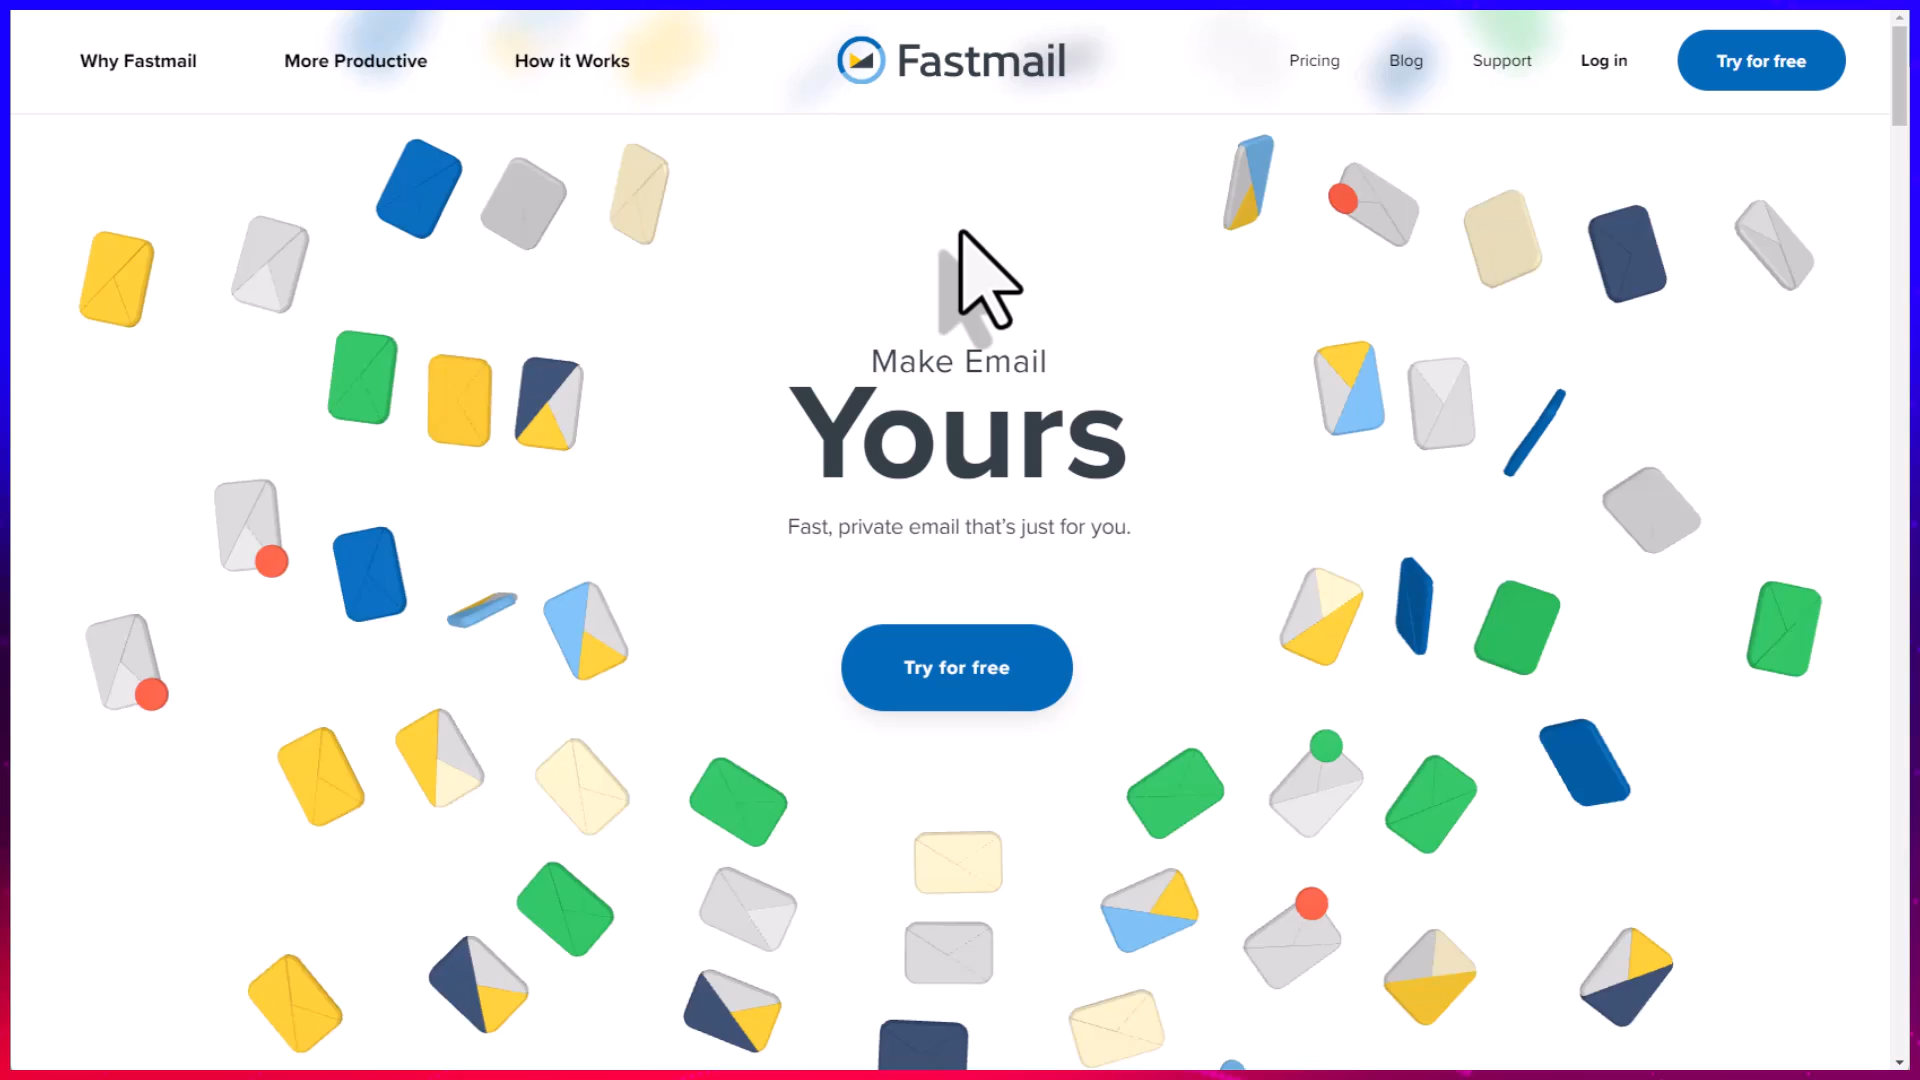 Why Fastmail
More Productive
How it Works
Fastmail
Pricing
Blog
Support
Log in
Try for free
Make Email
Yours
Fast, private email that’s just for you.
Try for free